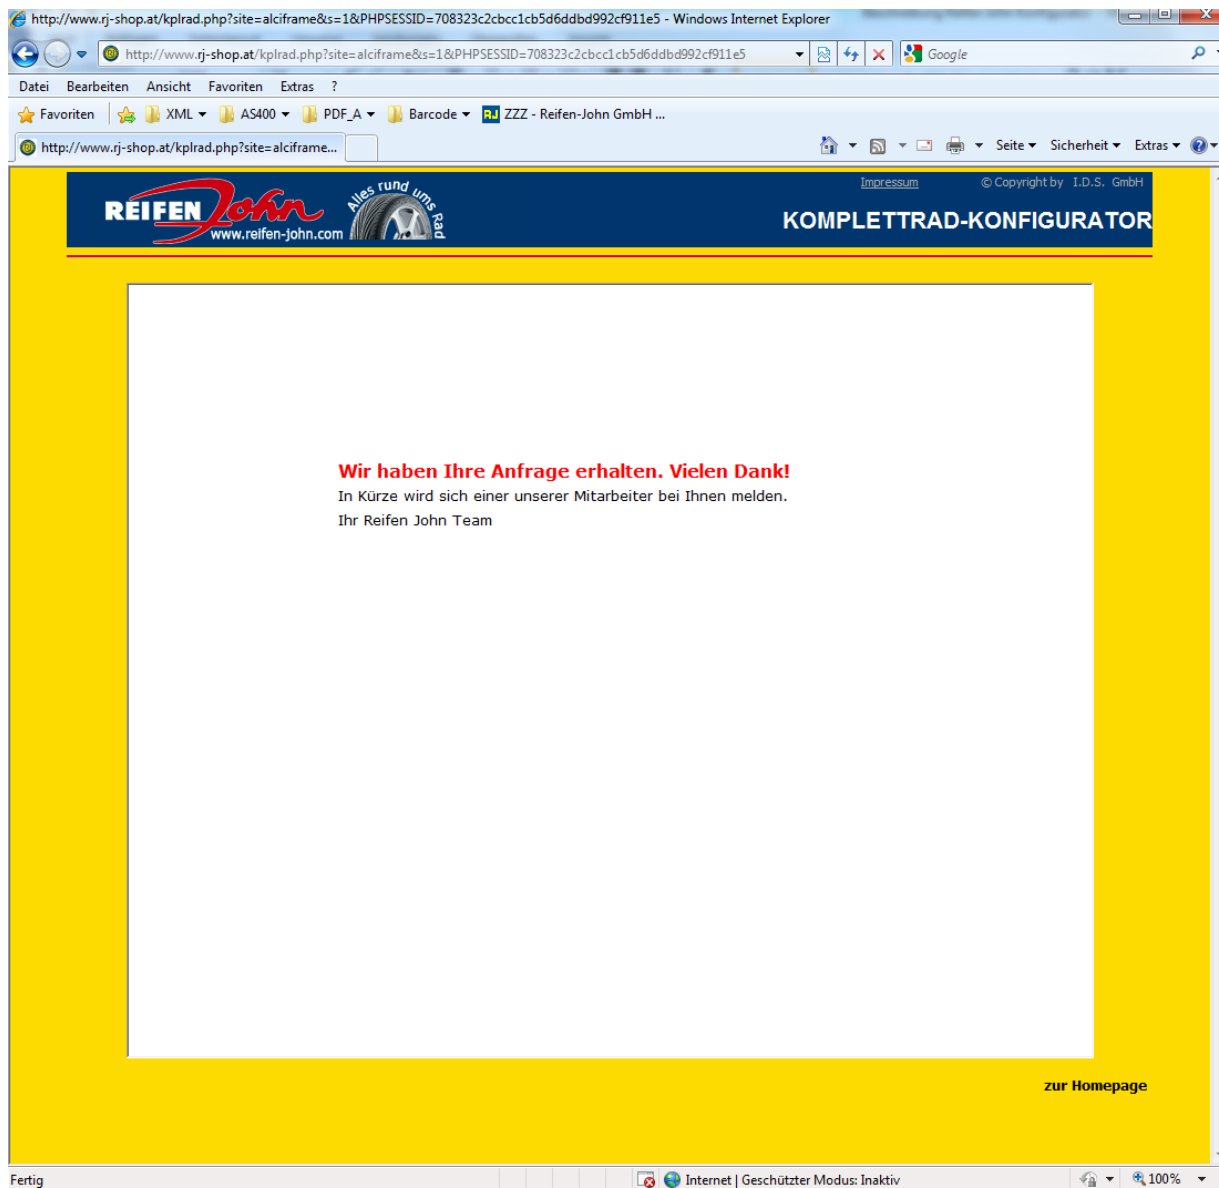 http://www.rj-shop.at/kplrad.php?site=alciframe&s=1&PHPSESSID=708323c2cbcc1cb5d6ddbd992cf911e5 - Windows Internet Explorer
http://www.rj-shop.at/kplrad.php?site=alciframe&s=1&PHPSESSID=708323c2cbcc1cb5d6ddbd992cf911e5 Google
Datei Bearbeiten Ansicht Favoriten Extras ?
Favoriten XML AS400 PDF_A Barcode RJ ZZZ - Reifen-John GmbH ...
http://www.rj-shop.at/kplrad.php?site=alciframe... Seite Sicherheit Extras
Impressum © Copyright by I.D.S. GmbH
REIFEN John Alles rund ums Rad
www.reifen-john.com
KOMPLETTRAD-KONFIGURATOR
Wir haben Ihre Anfrage erhalten. Vielen Dank!
In Kürze wird sich einer unserer Mitarbeiter bei Ihnen melden.
Ihr Reifen John Team
zur Homepage
Fertig Internet | Geschützter Modus: Inaktiv 100%